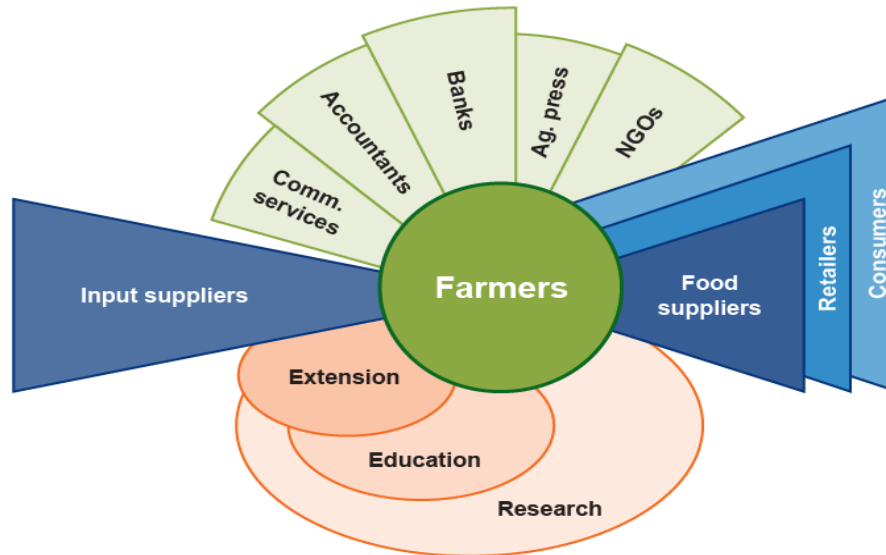 Comm.
services
Accountants
Banks
Ag. press
NGOs
Input suppliers
Farmers
Food
suppliers
Retailers
Consumers
Extension
Education
Research